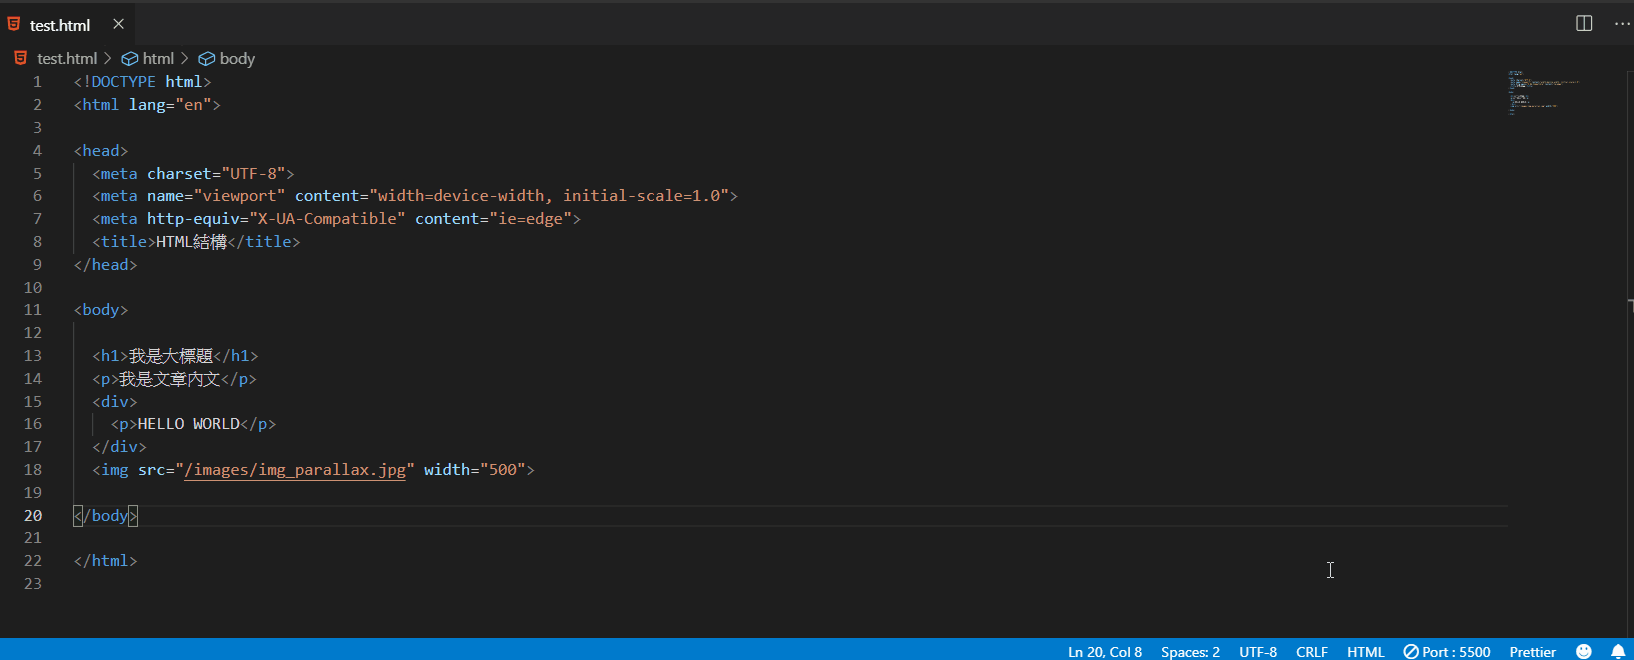 test.html
test.html > html > body
1 <!DOCTYPE html>
2 <html lang="en">
3
4 <head>
5 <meta charset="UTF-8">
6 <meta name="viewport" content="width=device-width, initial-scale=1.0">
7 <meta http-equiv="X-UA-Compatible" content="ie=edge">
8 <title>HTML結構</title>
9 </head>
10
11 <body>
12
13 <h1>我是大標題</h1>
14 <p>我是文章內文</p>
15 <div>
16 <p>HELLO WORLD</p>
17 </div>
18 <img src="/images/img_parallax.jpg" width="500">
19
20 </body>
21
22 </html>
23
Ln 20, Col 8 Spaces: 2 UTF-8 CRLF HTML Port : 5500 Prettier